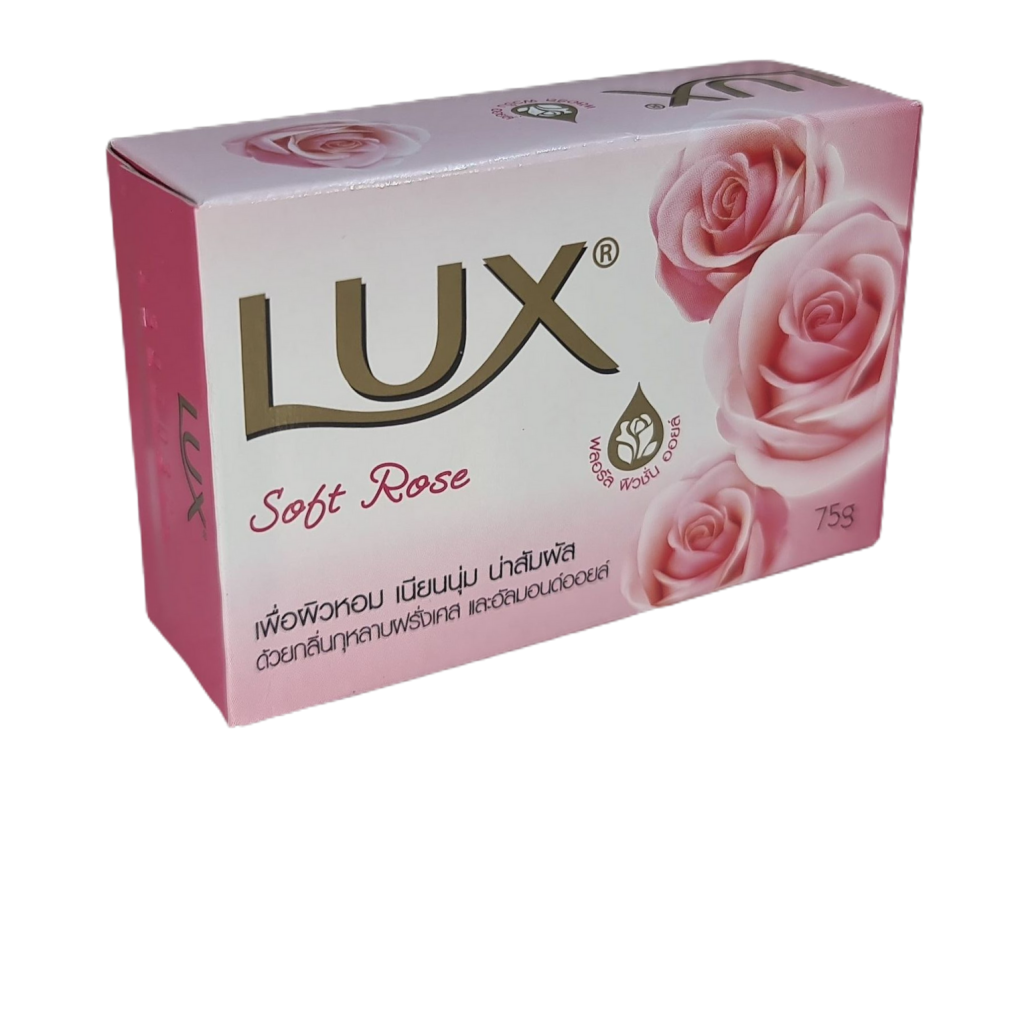 LUX®
LUX®
Soft Rose
ฟลอรัล ฟิวชั่น ออยล์
เพื่อผิวหอม เนียนนุ่ม น่าสัมผัส
ด้วยกลิ่นกุหลาบฝรั่งเศส และอัลมอนด์ออยล์
75g
LUX